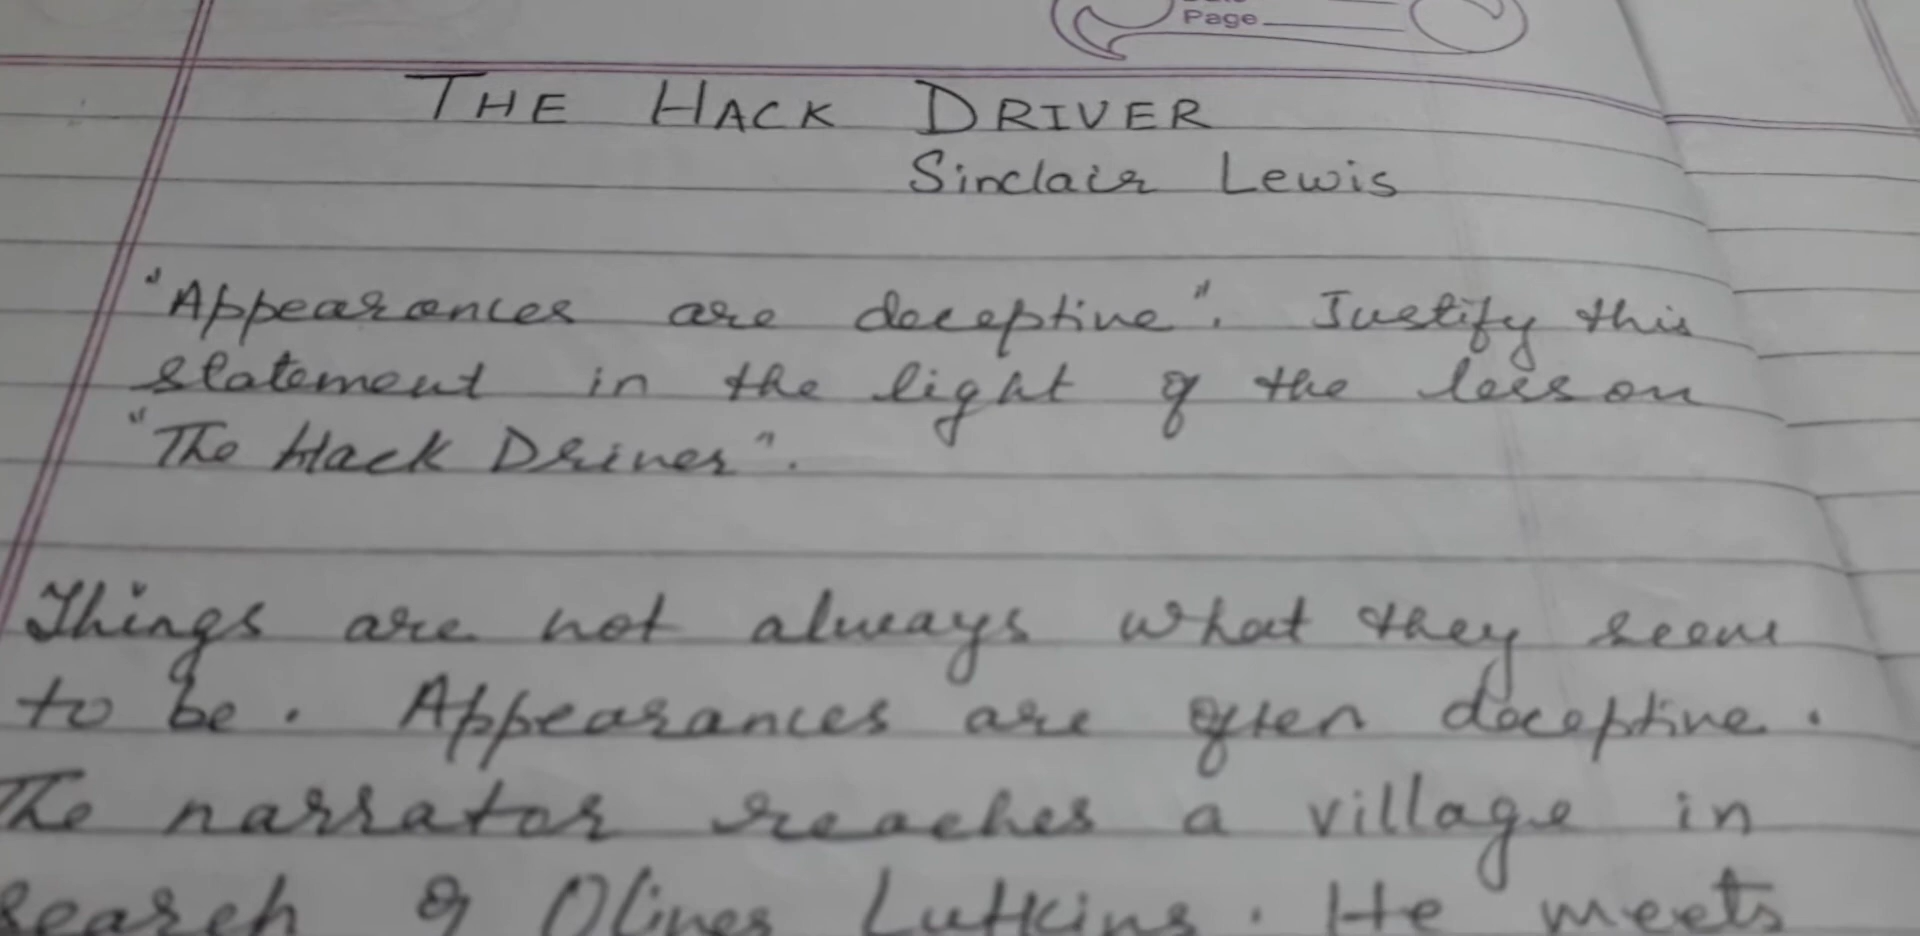 Page
THE HACK DRIVER
Sinclair Lewis
"Appearances are deceptive". Justify this
statement in the light of the lesson
"The Hack Driver".
Things are not always what they seem
to be. Appearances are often deceptive.
The narrator reaches a village in
search of Oliver Lutkins. He meets